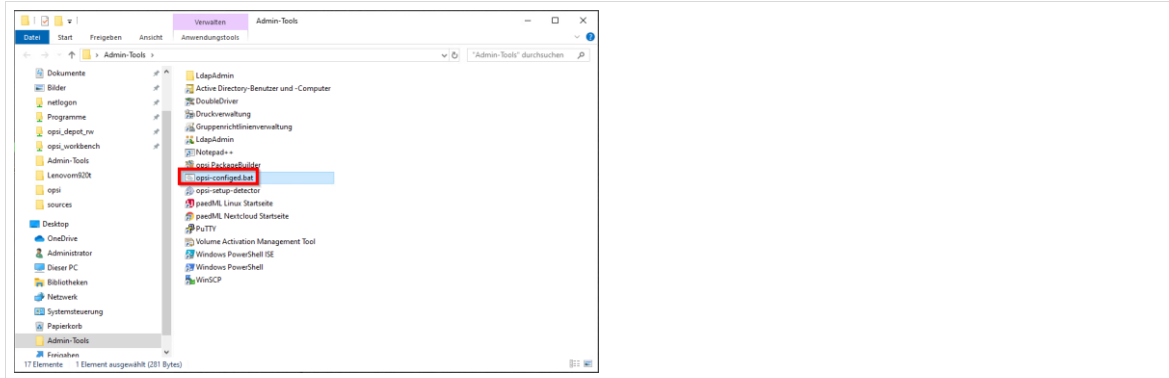 Verwalten Admin-Tools
Datei Start Freigeben Ansicht Anwendungstools
Admin-Tools "Admin-Tools" durchsuchen
Dokumente
Bilder
netlogon
Programme
opsi_depot_rw
opsi_workbench
Admin-Tools
Lenovom920t
opsi
sources
Desktop
OneDrive
Administrator
Dieser PC
Bibliotheken
Netzwerk
Systemsteuerung
Papierkorb
Admin-Tools
Freigaben
LdapAdmin
Active Directory-Benutzer und -Computer
DoubleDriver
Druckverwaltung
Gruppenrichtlinienverwaltung
LdapAdmin
Notepad++
opsi PackageBuilder
opsi-configed.bat
opsi-setup-detector
paedML Linux Startseite
paedML Nextcloud Startseite
PuTTY
Volume Activation Management Tool
Windows PowerShell ISE
Windows PowerShell
WinSCP
17 Elemente 1 Element ausgewählt (281 Bytes)